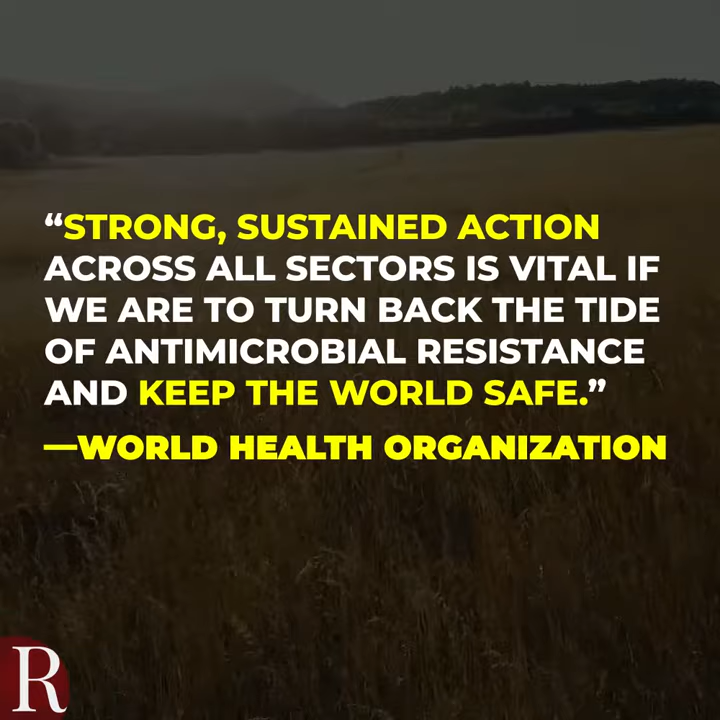 “STRONG, SUSTAINED ACTION
ACROSS ALL SECTORS IS VITAL IF
WE ARE TO TURN BACK THE TIDE
OF ANTIMICROBIAL RESISTANCE
AND KEEP THE WORLD SAFE.”
—WORLD HEALTH ORGANIZATION
R